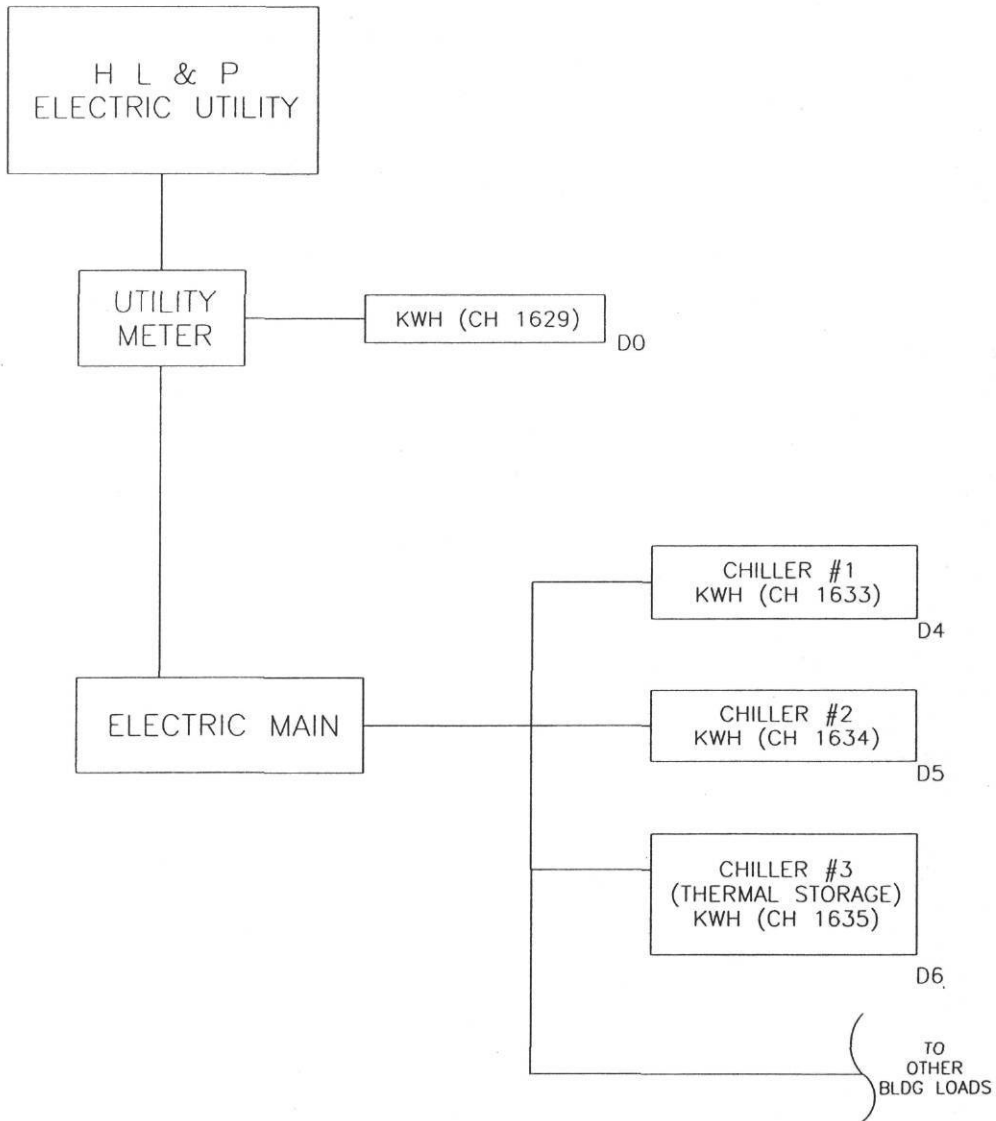 H L & P
ELECTRIC UTILITY
UTILITY
METER
KWH (CH 1629)
D0
CHILLER #1
KWH (CH 1633)
D4
ELECTRIC MAIN
CHILLER #2
KWH (CH 1634)
D5
CHILLER #3
(THERMAL STORAGE)
KWH (CH 1635)
D6
TO
OTHER
BLDG LOADS